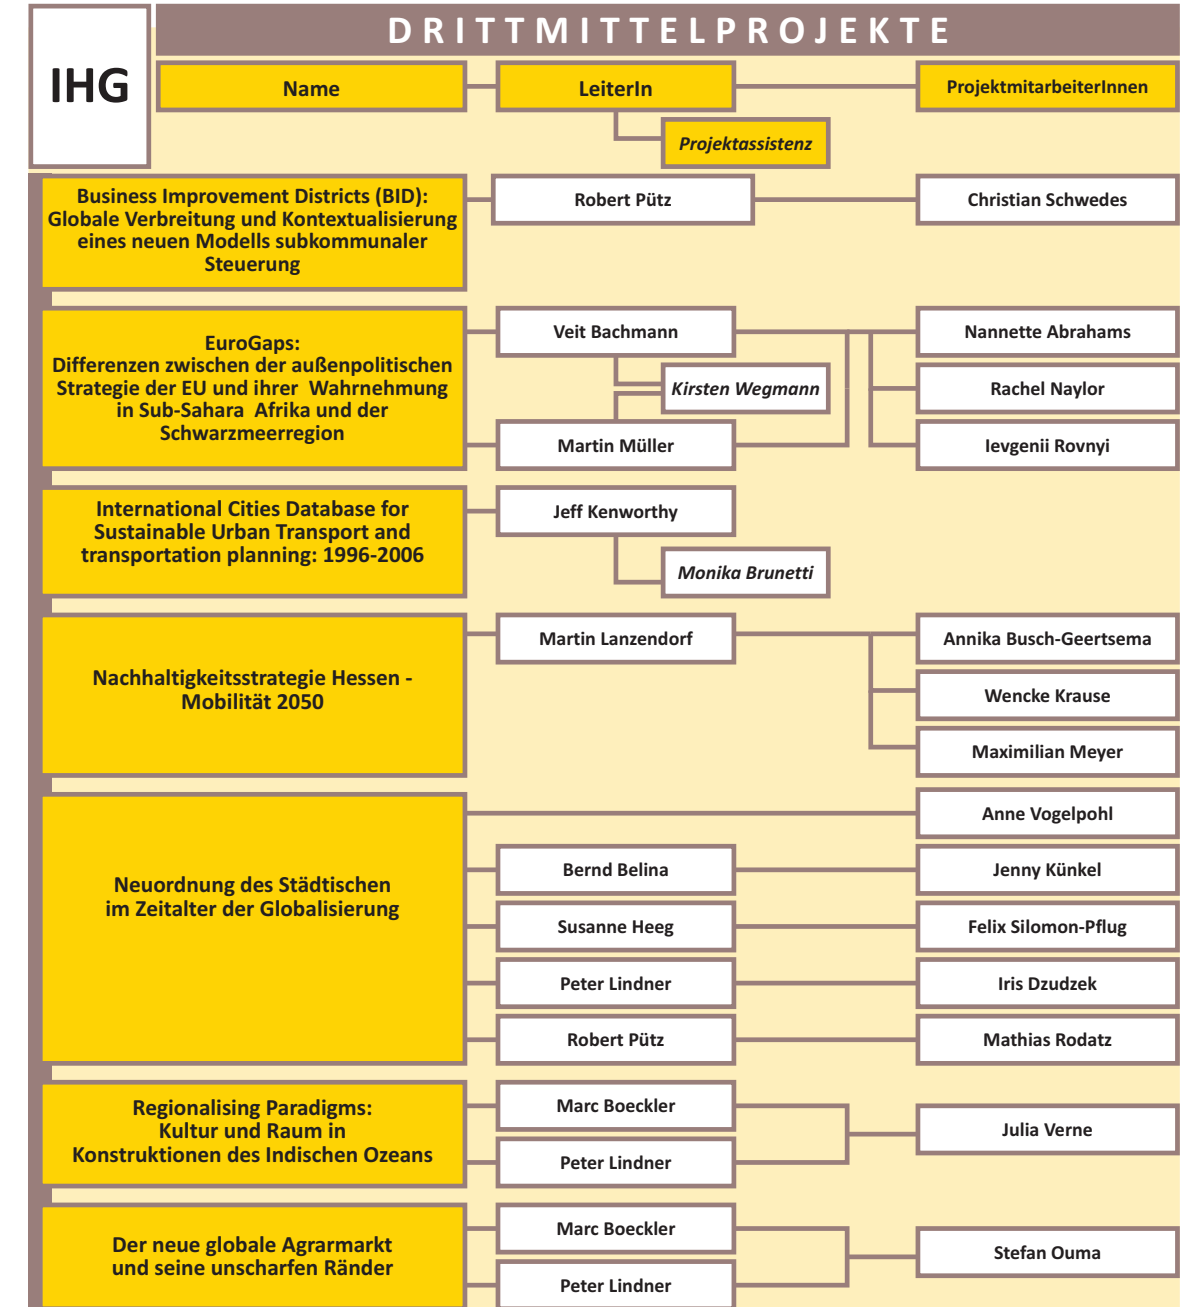 IHG
DRITTMITTELPROJEKTE
Name
LeiterIn
ProjektmitarbeiterInnen
Projektassistenz
Business Improvement Districts (BID):
Globale Verbreitung und Kontextualisierung
eines neuen Modells subkommunaler
Steuerung
Robert Pütz
Christian Schwedes
EuroGaps:
Differenzen zwischen der außenpolitischen
Strategie der EU und ihrer Wahrnehmung
in Sub-Sahara Afrika und der
Schwarzmeerregion
Veit Bachmann
Kirsten Wegmann
Martin Müller
Nannette Abrahams
Rachel Naylor
Ievgenii Rovnyi
International Cities Database for
Sustainable Urban Transport and
transportation planning: 1996-2006
Jeff Kenworthy
Monika Brunetti
Nachhaltigkeitsstrategie Hessen -
Mobilität 2050
Martin Lanzendorf
Annika Busch-Geertsema
Wencke Krause
Maximilian Meyer
Neuordnung des Städtischen
im Zeitalter der Globalisierung
Anne Vogelpohl
Bernd Belina
Jenny Künkel
Susanne Heeg
Felix Silomon-Pflug
Peter Lindner
Iris Dzudzek
Robert Pütz
Mathias Rodatz
Regionalising Paradigms:
Kultur und Raum in
Konstruktionen des Indischen Ozeans
Marc Boeckler
Peter Lindner
Julia Verne
Der neue globale Agrarmarkt
und seine unscharfen Ränder
Marc Boeckler
Peter Lindner
Stefan Ouma